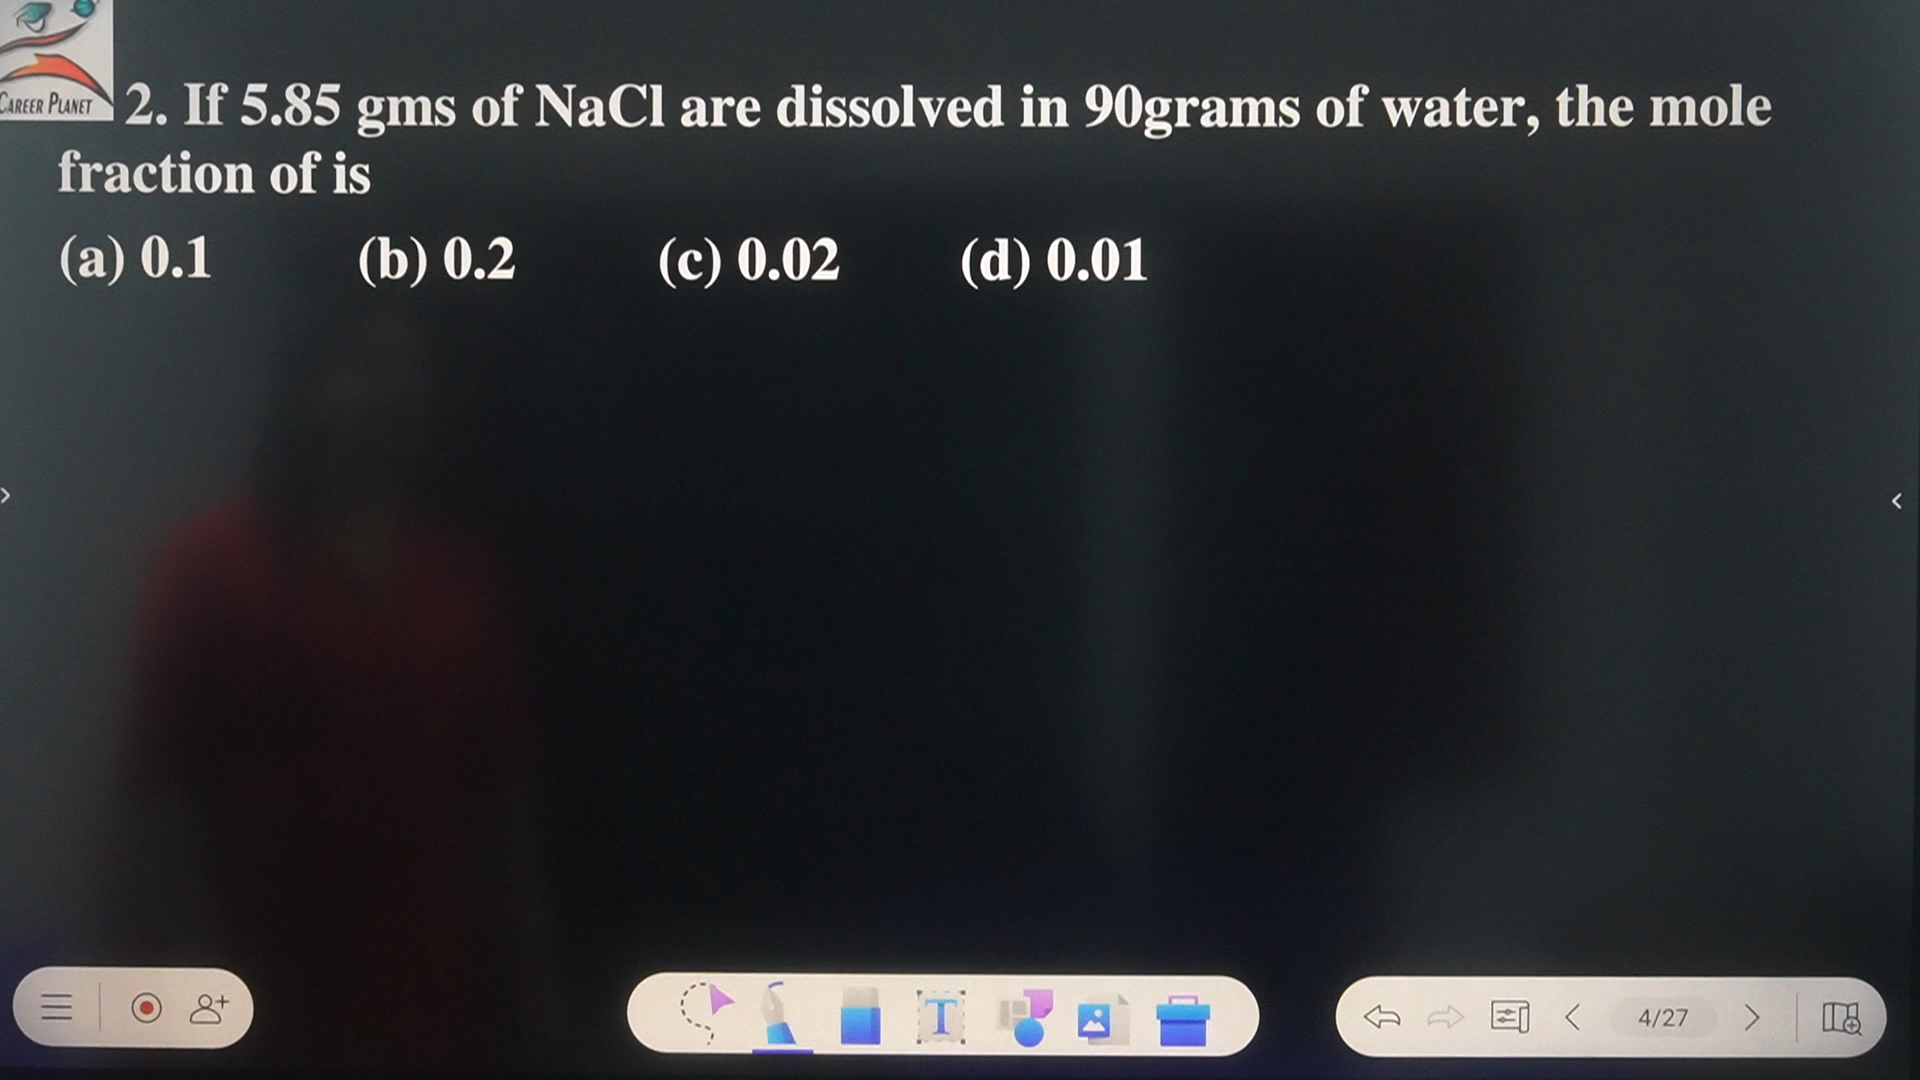 CAREER PLANET
2. If 5.85 gms of NaCl are dissolved in 90grams of water, the mole
fraction of is
(a) 0.1 (b) 0.2 (c) 0.02 (d) 0.01
T
4/27